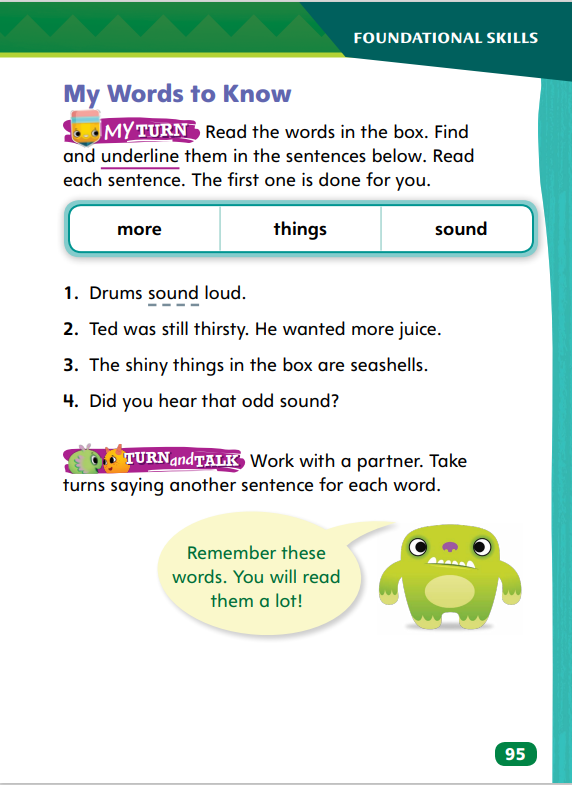 FOUNDATIONAL SKILLS
My Words to Know
MY TURN Read the words in the box. Find
and underline them in the sentences below. Read
each sentence. The first one is done for you.
more things sound
1. Drums sound loud.
2. Ted was still thirsty. He wanted more juice.
3. The shiny things in the box are seashells.
4. Did you hear that odd sound?
TURN and TALK Work with a partner. Take
turns saying another sentence for each word.
Remember these
words. You will read
them a lot!
95